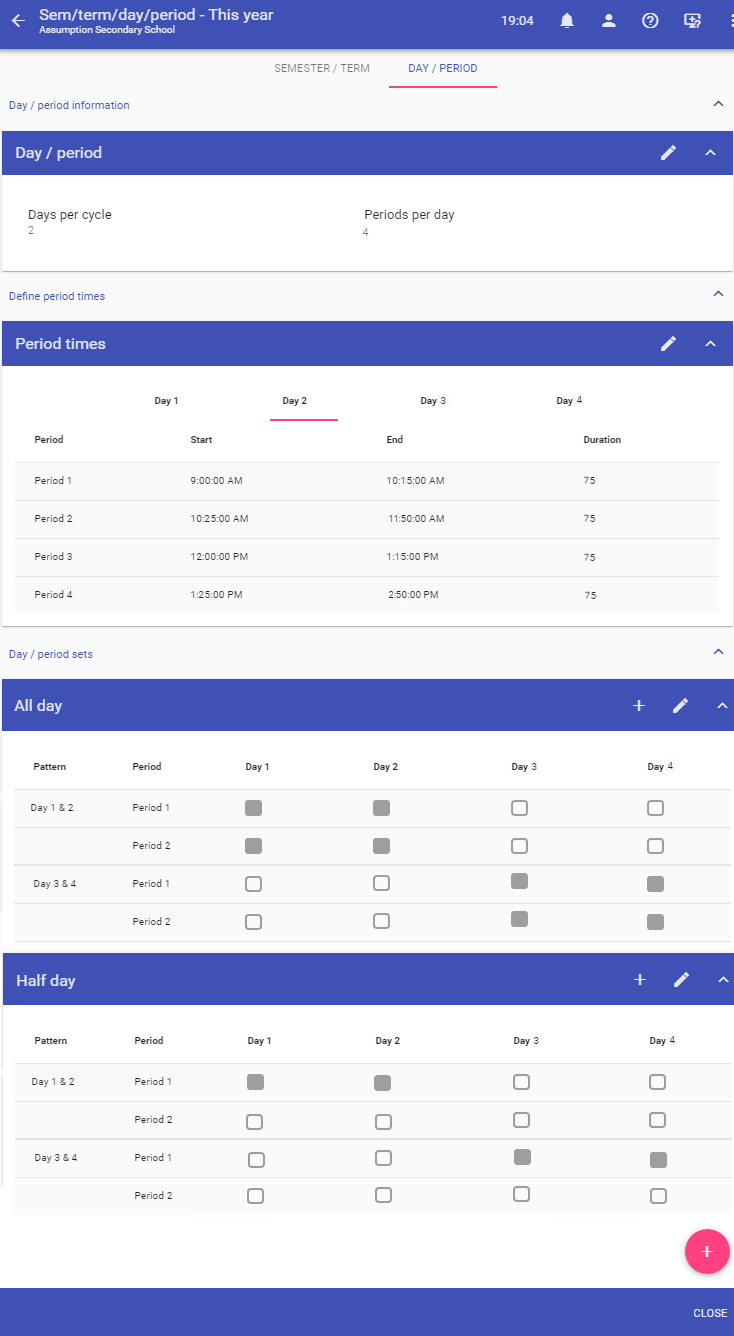 Sem/term/day/period - This year
Assumption Secondary School
19:04
SEMESTER / TERM DAY / PERIOD
Day / period information
Day / period
Days per cycle Periods per day
2 4
Define period times
Period times
Day 1 Day 2 Day 3 Day 4
Period Start End Duration
Period 1 9:00:00 AM 10:15:00 AM 75
Period 2 10:25:00 AM 11:50:00 AM 75
Period 3 12:00:00 PM 1:15:00 PM 75
Period 4 1:25:00 PM 2:50:00 PM 75
Day / period sets
All day
Pattern Period Day 1 Day 2 Day 3 Day 4
Day 1 & 2 Period 1
Period 2
Day 3 & 4 Period 1
Period 2
Half day
Pattern Period Day 1 Day 2 Day 3 Day 4
Day 1 & 2 Period 1
Period 2
Day 3 & 4 Period 1
Period 2
CLOSE